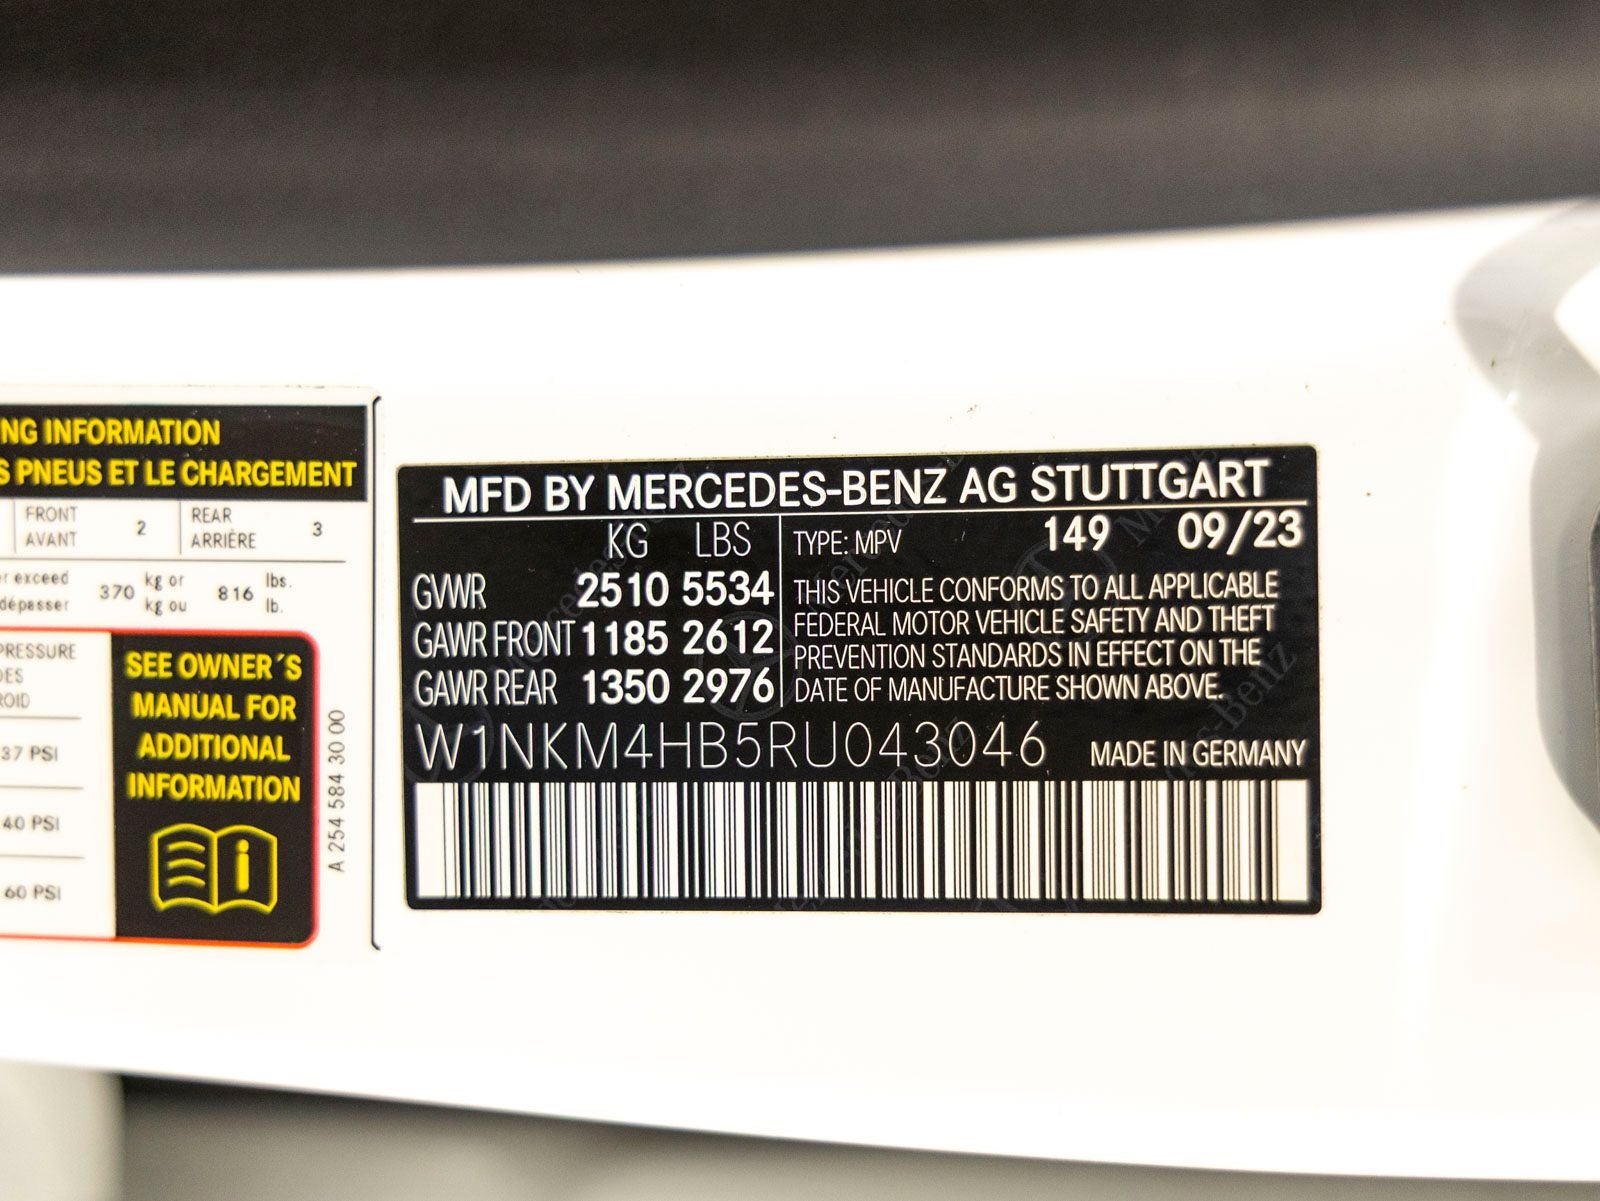 NG INFORMATION
S PNEUS ET LE CHARGEMENT
FRONT
AVANT
2
REAR
ARRIÈRE
3
r exceed
dépasser
370
kg or
kg ou
816
lbs.
lb.
PRESSURE
DES
ROID
37 PSI
40 PSI
60 PSI
SEE OWNER´S
MANUAL FOR
ADDITIONAL
INFORMATION
A 254 584 30 00
MFD BY MERCEDES-BENZ AG STUTTGART
KG LBS
GVWR 2510 5534
GAWR FRONT 1185 2612
GAWR REAR 1350 2976
TYPE: MPV 149 09/23
THIS VEHICLE CONFORMS TO ALL APPLICABLE
FEDERAL MOTOR VEHICLE SAFETY AND THEFT
PREVENTION STANDARDS IN EFFECT ON THE
DATE OF MANUFACTURE SHOWN ABOVE.
W1NKM4HB5RU043046 MADE IN GERMANY